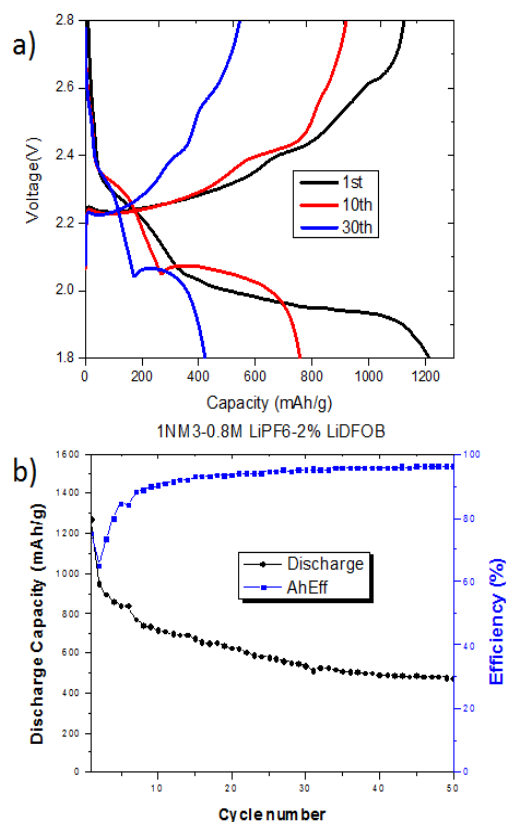 a)
2.8
2.6
2.4
2.2
2.0
1.8
Voltage(V)
1st
10th
30th
0 200 400 600 800 1000 1200
Capacity (mAh/g)
1NM3-0.8M LiPF6-2% LiDFOB
b)
1600
1400
1200
1000
800
600
400
200
0
Discharge Capacity (mAh/g)
Discharge
AhEff
100
80
60
40
20
0
Efficiency (%)
10 20 30 40 50
Cycle number